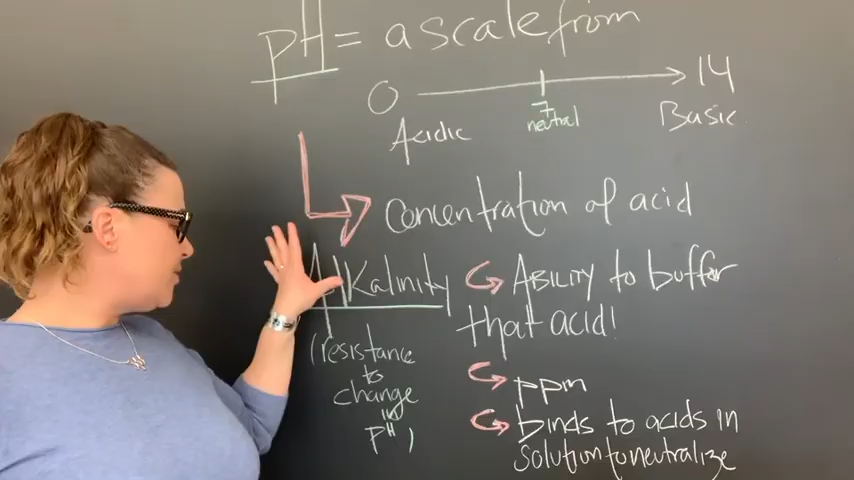 pH = a scale from
0 14
7
Acidic neutral Basic
Concentration of acid
Alkalinity ABILITY to buffer
that acid!
(resistance
to
change
in
pH)
ppm
binds to acids in
solution to neutralize